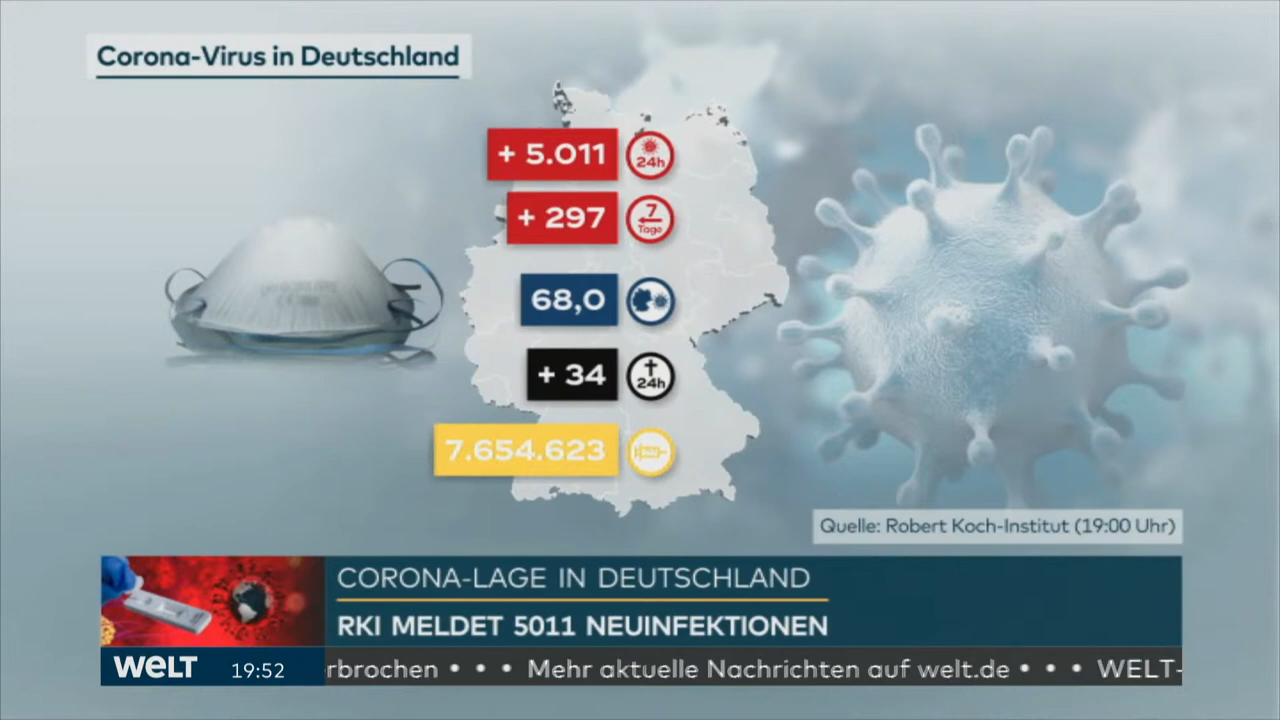 Corona-Virus in Deutschland
+ 5.011
24h
+ 297
7
Tage
68,0
+ 34
24h
7.654.623
Quelle: Robert Koch-Institut (19:00 Uhr)
CORONA-LAGE IN DEUTSCHLAND
RKI MELDET 5011 NEUINFEKTIONEN
welt 19:52 rbrochen • • • Mehr aktuelle Nachrichten auf welt.de • • • WELT-